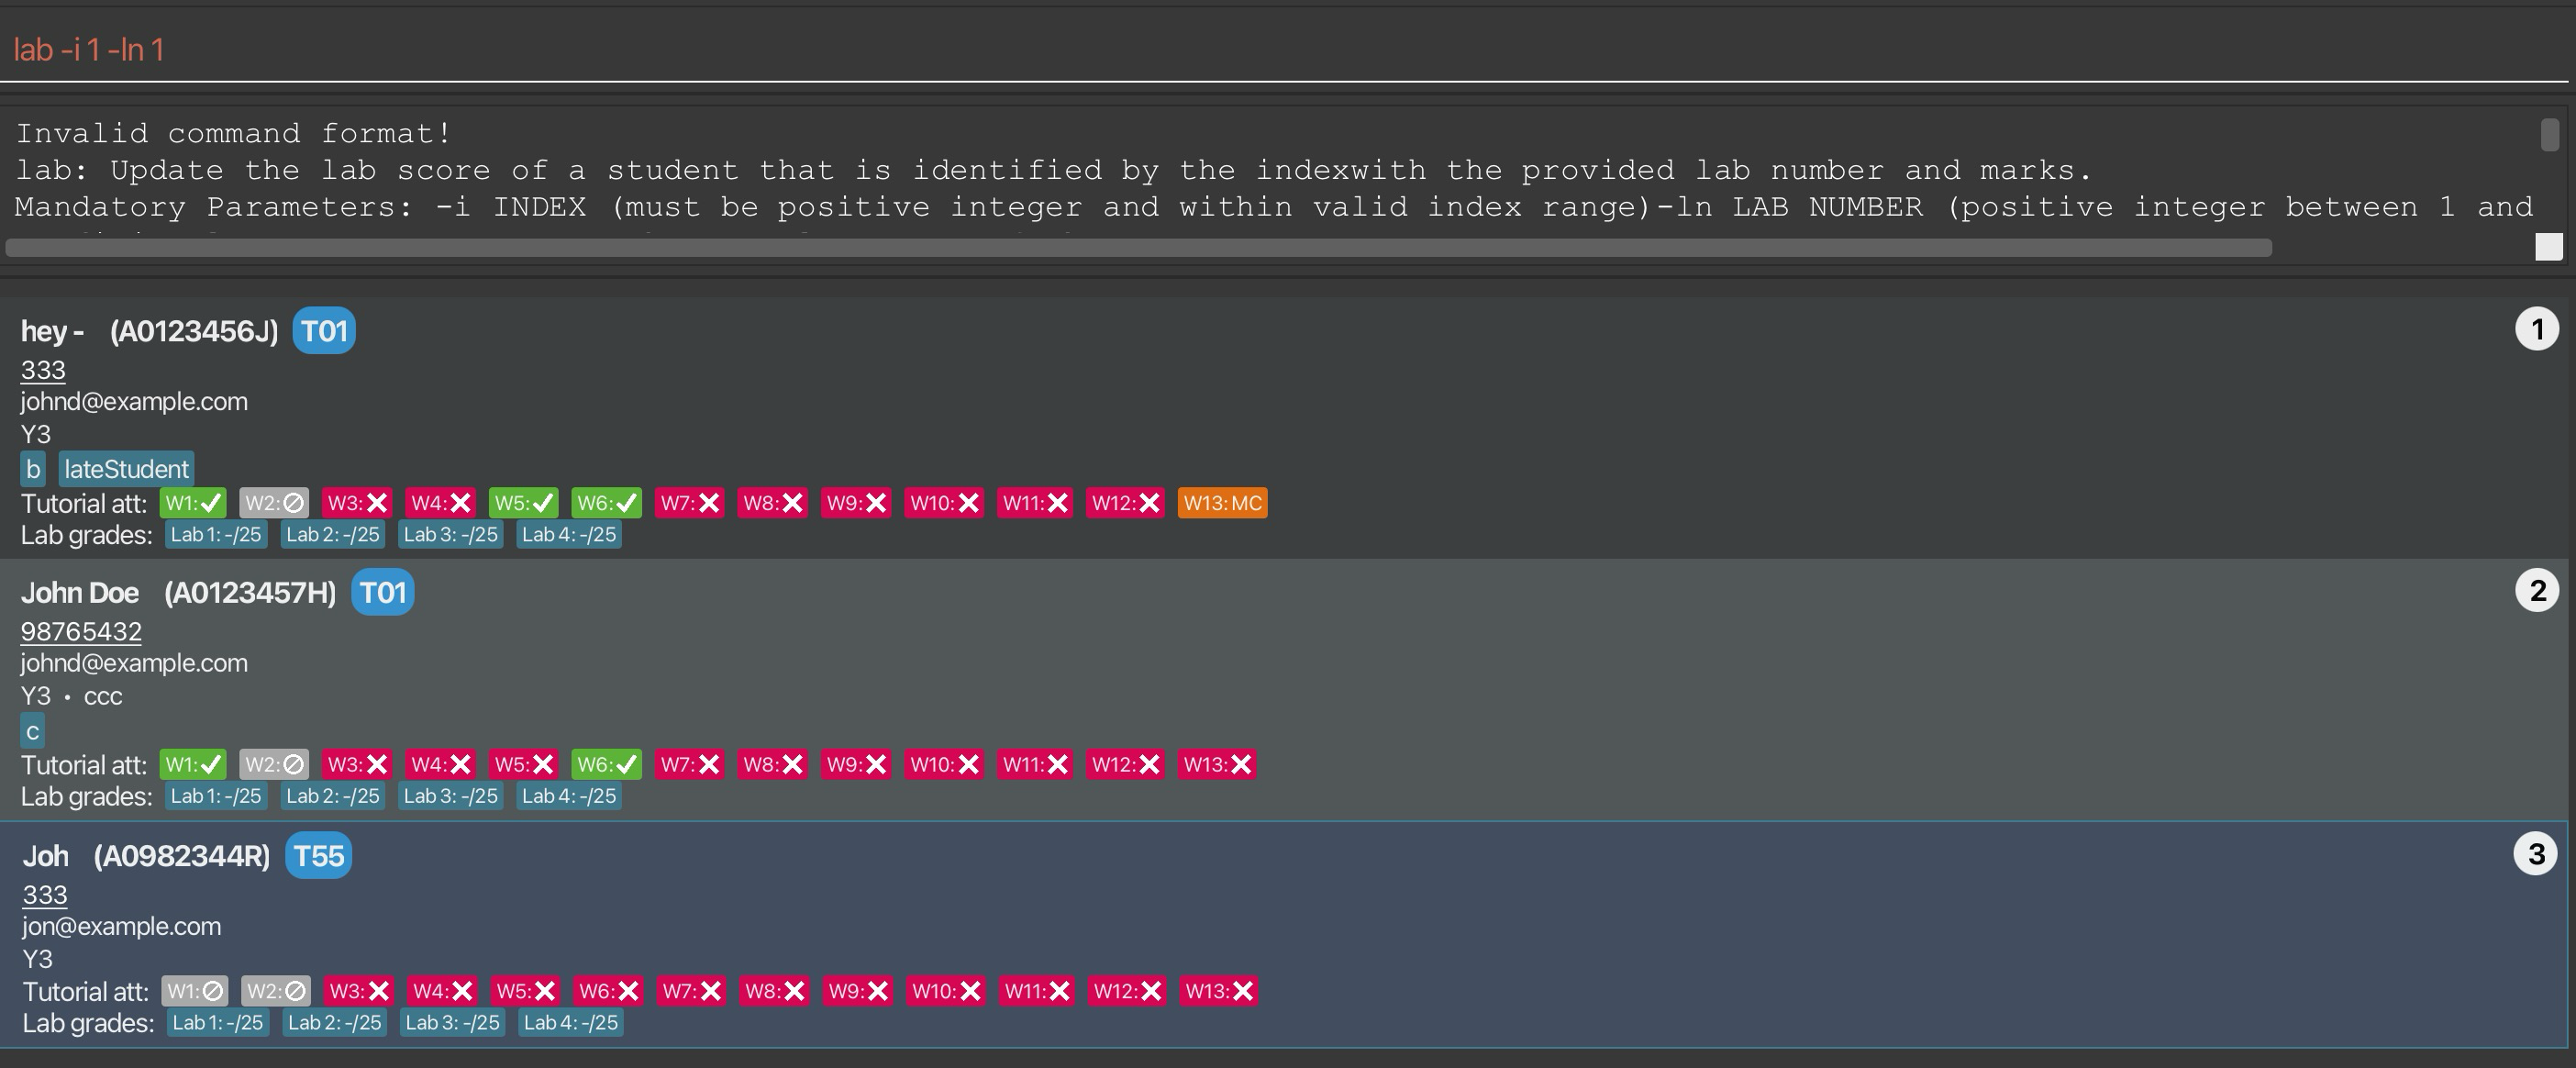 lab -i 1 -ln 1
Invalid command format!
lab: Update the lab score of a student that is identified by the indexwith the provided lab number and marks.
Mandatory Parameters: -i INDEX (must be positive integer and within valid index range)-ln LAB NUMBER (positive integer between 1 and
hey - (A0123456J) T01 1
333
johnd@example.com
Y3
b lateStudent
Tutorial att: W1:✓ W2:⊘ W3:✕ W4:✕ W5:✓ W6:✓ W7:✕ W8:✕ W9:✕ W10:✕ W11:✕ W12:✕ W13: MC
Lab grades: Lab 1: -/25 Lab 2: -/25 Lab 3: -/25 Lab 4: -/25
John Doe (A0123457H) T01 2
98765432
johnd@example.com
Y3 • ccc
c
Tutorial att: W1:✓ W2:⊘ W3:✕ W4:✕ W5:✕ W6:✓ W7:✕ W8:✕ W9:✕ W10:✕ W11:✕ W12:✕ W13:✕
Lab grades: Lab 1: -/25 Lab 2: -/25 Lab 3: -/25 Lab 4: -/25
Joh (A0982344R) T55 3
333
jon@example.com
Y3
Tutorial att: W1:⊘ W2:⊘ W3:✕ W4:✕ W5:✕ W6:✕ W7:✕ W8:✕ W9:✕ W10:✕ W11:✕ W12:✕ W13:✕
Lab grades: Lab 1: -/25 Lab 2: -/25 Lab 3: -/25 Lab 4: -/25